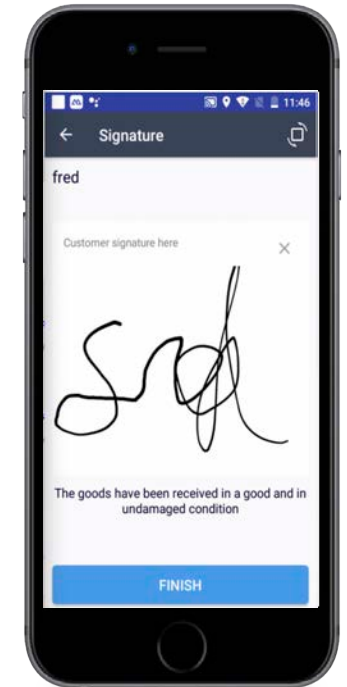 11:46
Signature
fred
Customer signature here
The goods have been received in a good and in
undamaged condition
FINISH